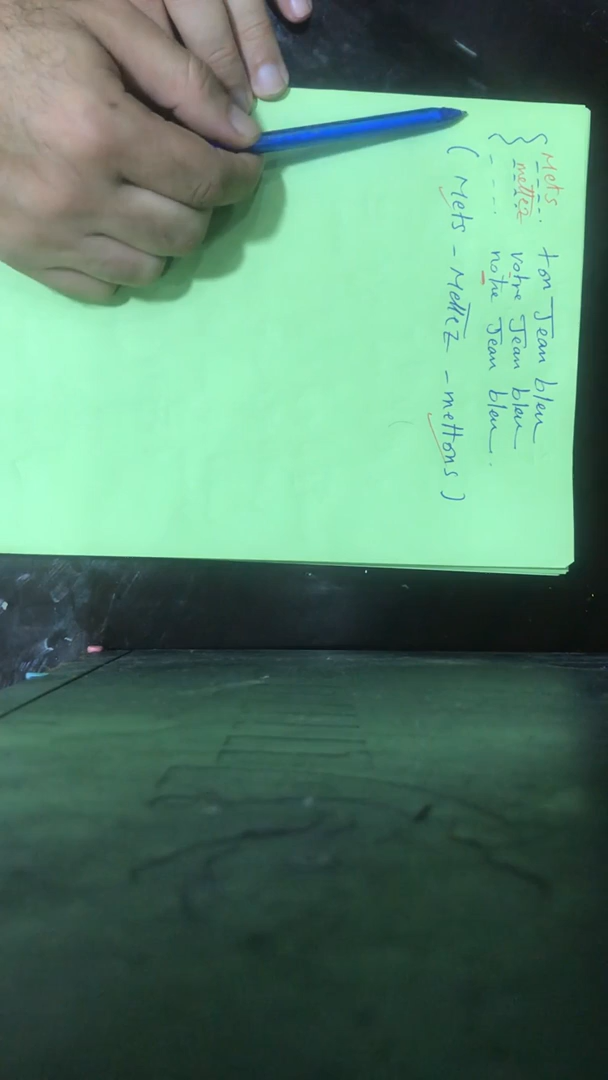 { Mets ton Jean bleu
{ mettez votre Jean bleu
.... notre Jean bleu.
( Mets - Mettez - mettons )